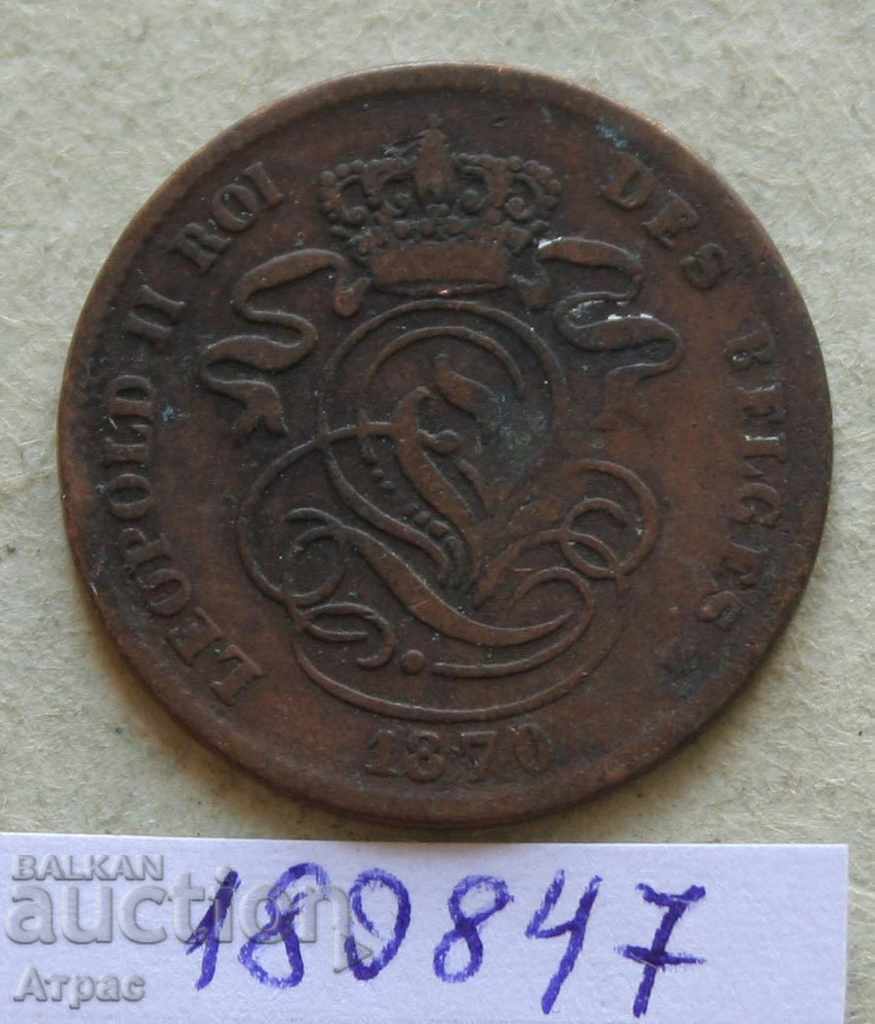 LEOPOLD II ROI DES BELGES
1870
BALKAN
auction
Атрас
180847